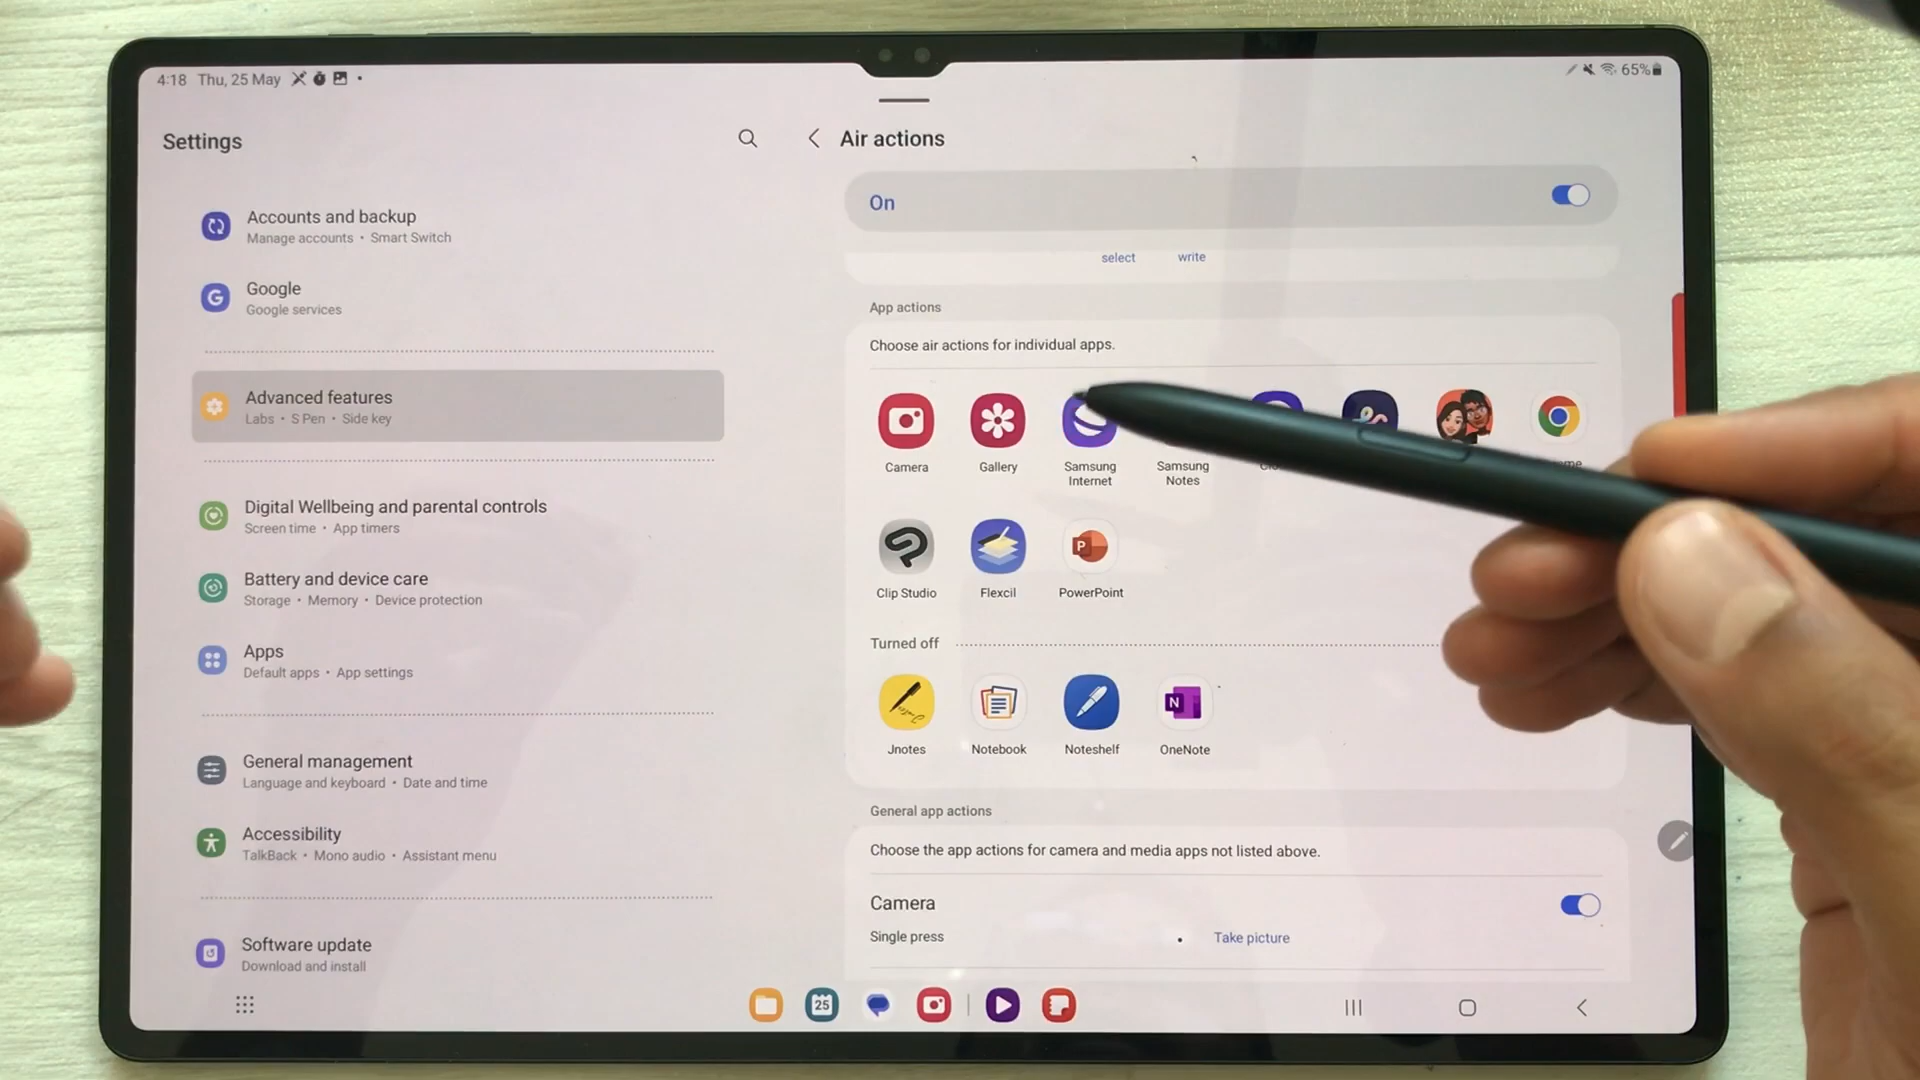 4:18 Thu, 25 May
65%
Settings
Accounts and backup
Manage accounts • Smart Switch
Google
Google services
Advanced features
Labs • S Pen • Side key
Digital Wellbeing and parental controls
Screen time • App timers
Battery and device care
Storage • Memory • Device protection
Apps
Default apps • App settings
General management
Language and keyboard • Date and time
Accessibility
TalkBack • Mono audio • Assistant menu
Software update
Download and install
Air actions
On
select write
App actions
Choose air actions for individual apps.
Camera Gallery Samsung Internet Samsung Notes
Clip Studio Flexcil PowerPoint
Turned off
Jnotes Notebook Noteshelf OneNote
General app actions
Choose the app actions for camera and media apps not listed above.
Camera
Single press Take picture
25